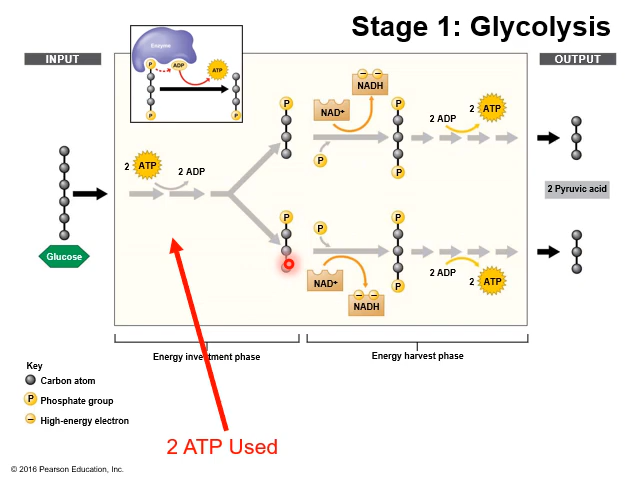 Stage 1: Glycolysis
INPUT
OUTPUT
Enzyme
P
ADP
ATP
P
P
NADH
NAD+
P
P
P
P
2 ADP
2 ATP
2 ATP
2 ADP
Glucose
2 Pyruvic acid
P
P
P
NAD+
NADH
P
P
2 ADP
2 ATP
Energy investment phase
Energy harvest phase
Key
Carbon atom
P Phosphate group
High-energy electron
2 ATP Used
© 2016 Pearson Education, Inc.